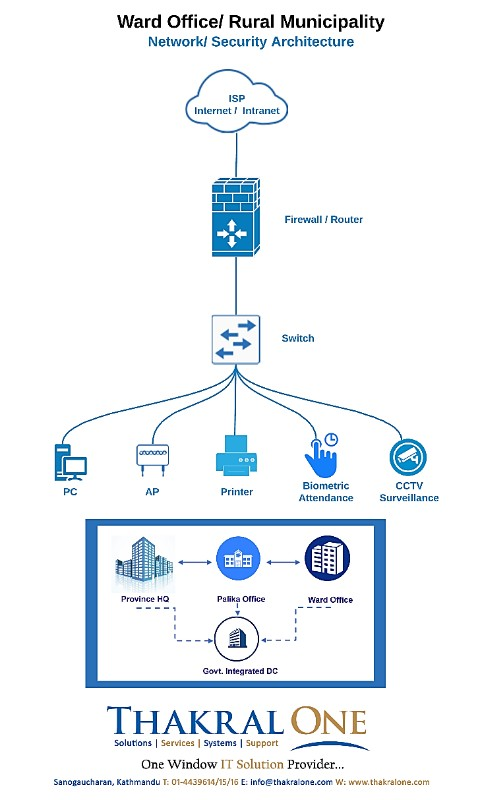 Ward Office/ Rural Municipality
Network/ Security Architecture
ISP
Internet / Intranet
Firewall / Router
Switch
PC
AP
Printer
Biometric
Attendance
CCTV
Surveillance
Province HQ
Palika Office
Ward Office
Govt. Integrated DC
THAKRAL ONE
Solutions | Services | Systems | Support
One Window IT Solution Provider...
Sanogaucharan, Kathmandu T: 01-4439614/15/16 E: info@thakralone.com W: www.thakralone.com